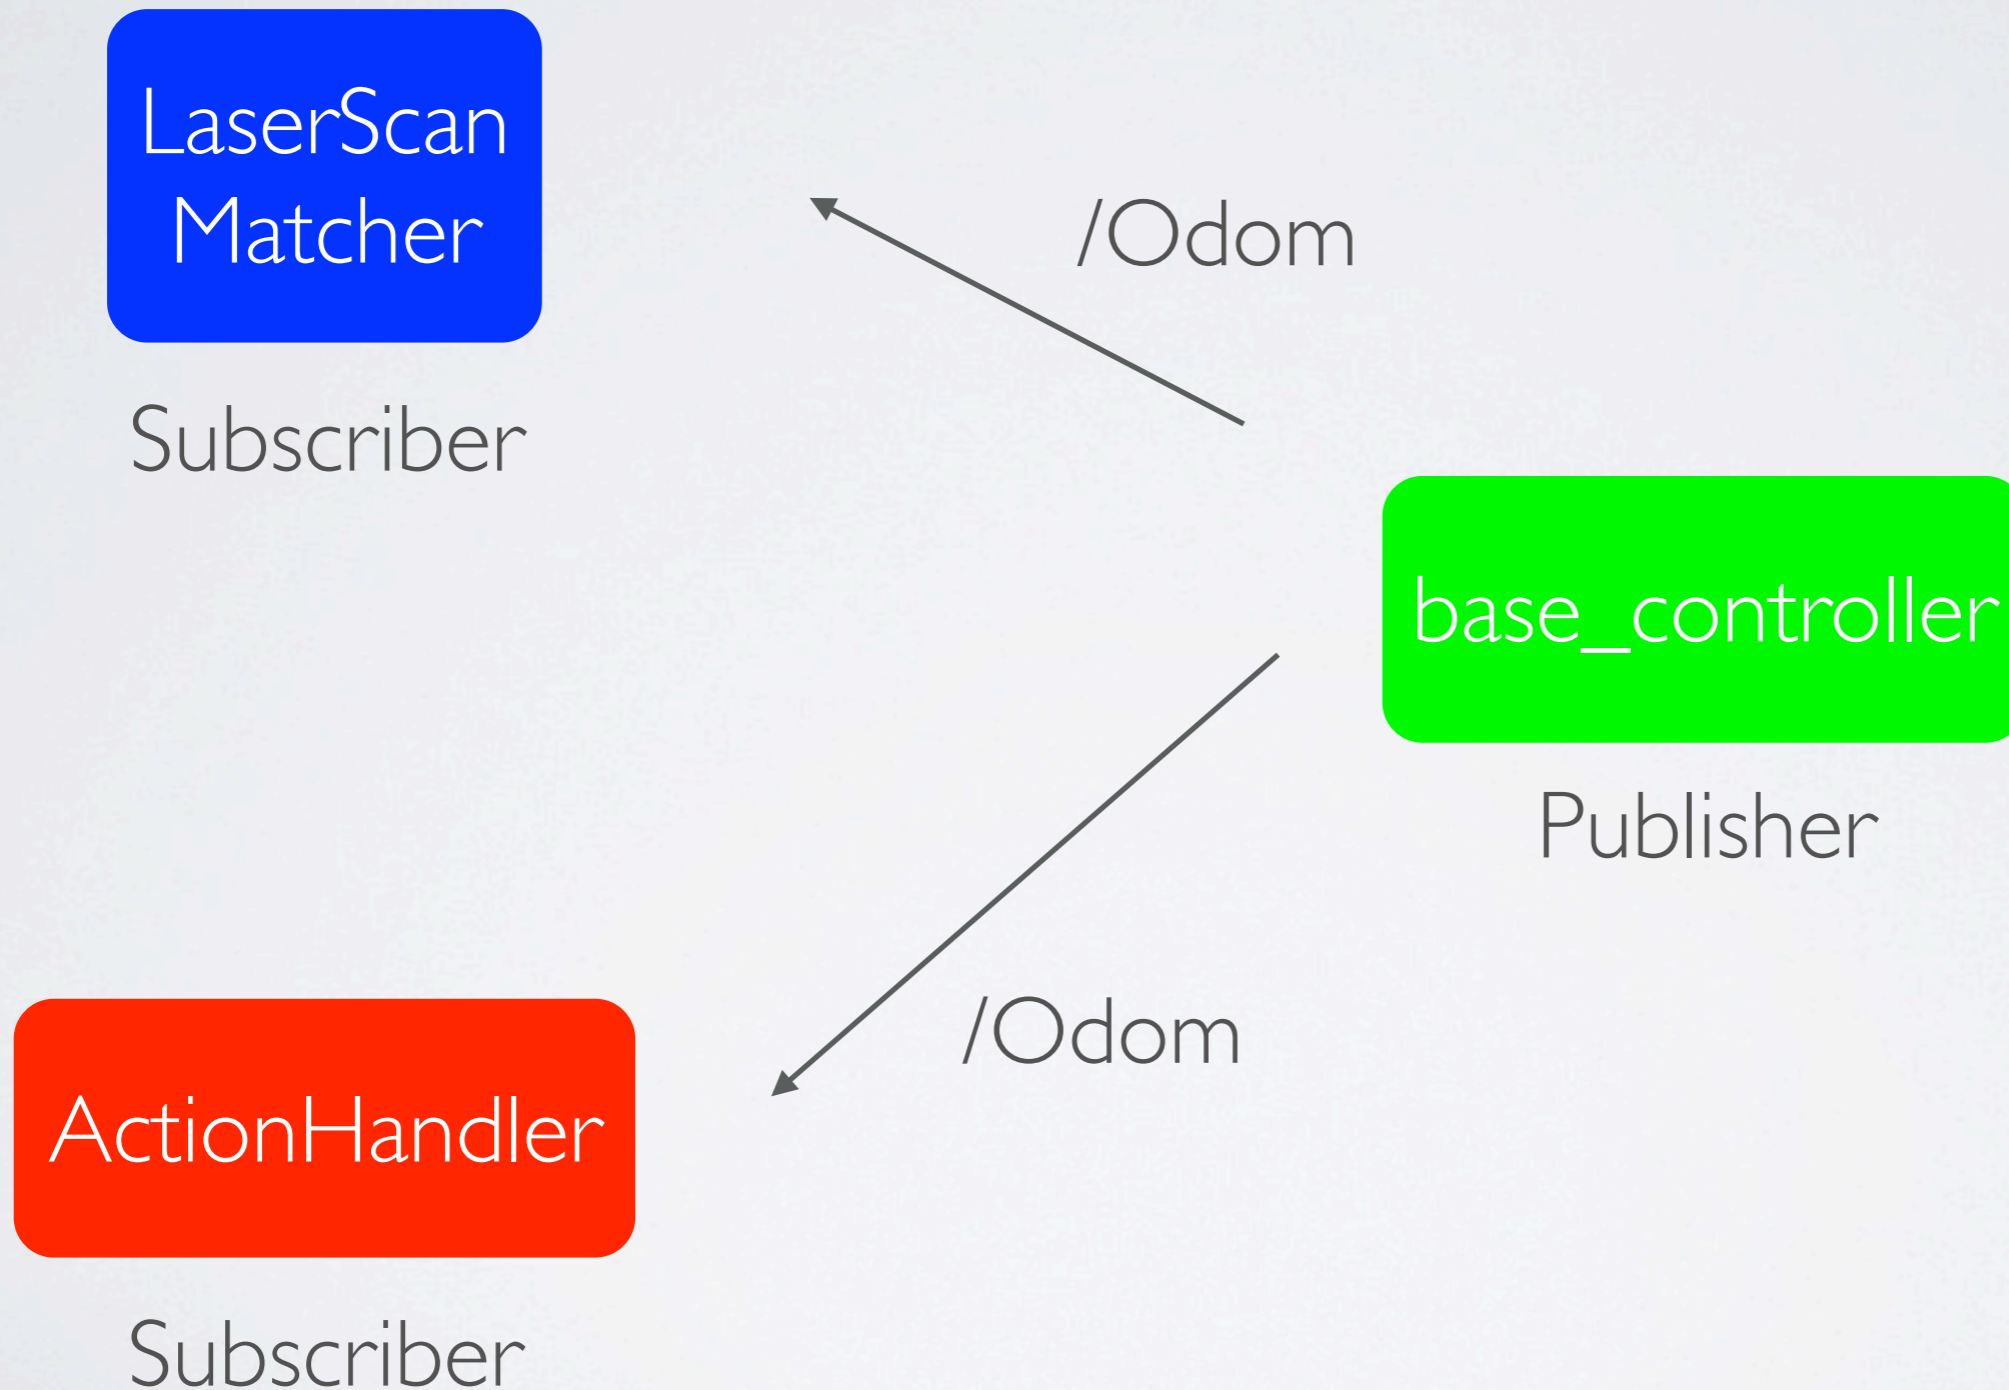 LaserScan
Matcher
Subscriber
/Odom
base_controller
Publisher
/Odom
ActionHandler
Subscriber